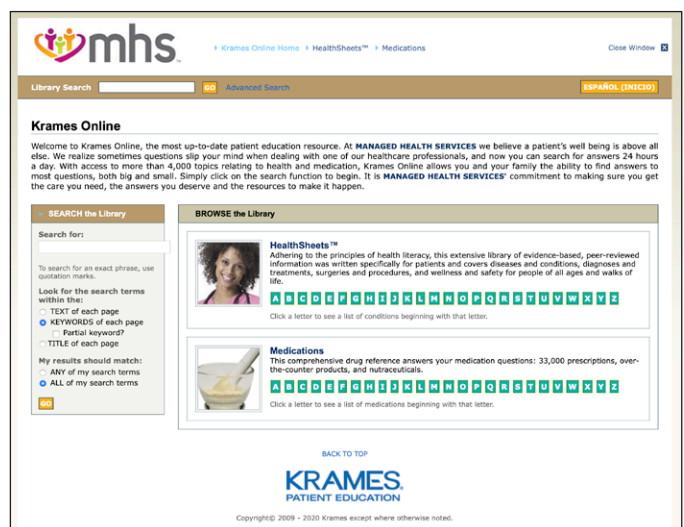 mhs
Krames Online Home HealthSheets™ Medications
Close Window X
Library Search GO Advanced Search
ESPAÑOL (INICIO)
Krames Online
Welcome to Krames Online, the most up-to-date patient education resource. At MANAGED HEALTH SERVICES we believe a patient's well being is above all
else. We realize sometimes questions slip your mind when dealing with one of our healthcare professionals, and now you can search for answers 24 hours
a day. With access to more than 4,000 topics relating to health and medication, Krames Online allows you and your family the ability to find answers to
most questions, both big and small. Simply click on the search function to begin. It is MANAGED HEALTH SERVICES' commitment to making sure you get
the care you need, the answers you deserve and the resources to make it happen.
SEARCH the Library
Search for:
To search for an exact phrase, use
quotation marks.
Look for the search terms
within the:
TEXT of each page
KEYWORDS of each page
Partial keyword?
TITLE of each page
My results should match:
ANY of my search terms
ALL of my search terms
GO
BROWSE the Library
HealthSheets™
Adhering to the principles of health literacy, this extensive library of evidence-based, peer-reviewed
information was written specifically for patients and covers diseases and conditions, diagnoses and
treatments, surgeries and procedures, and wellness and safety for people of all ages and walks of
life.
A B C D E F G H I J K L M N O P Q R S T U V W X Y Z
Click a letter to see a list of conditions beginning with that letter.
Medications
This comprehensive drug reference answers your medication questions: 33,000 prescriptions, over-
the-counter products, and nutraceuticals.
A B C D E F G H I J K L M N O P Q R S T U V W X Y Z
Click a letter to see a list of medications beginning with that letter.
BACK TO TOP
KRAMES.
PATIENT EDUCATION
Copyright© 2009 - 2020 Krames except where otherwise noted.